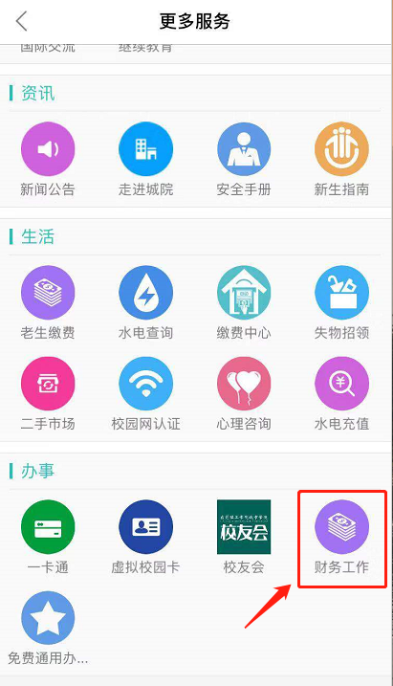 更多服务
国际交流 继续教育
资讯
新闻公告 走进城院 安全手册 新生指南
生活
老生缴费 水电查询 缴费中心 失物招领
二手市场 校园网认证 心理咨询 水电充值
办事
校友会
一卡通 虚拟校园卡 校友会 财务工作
免费通用办...